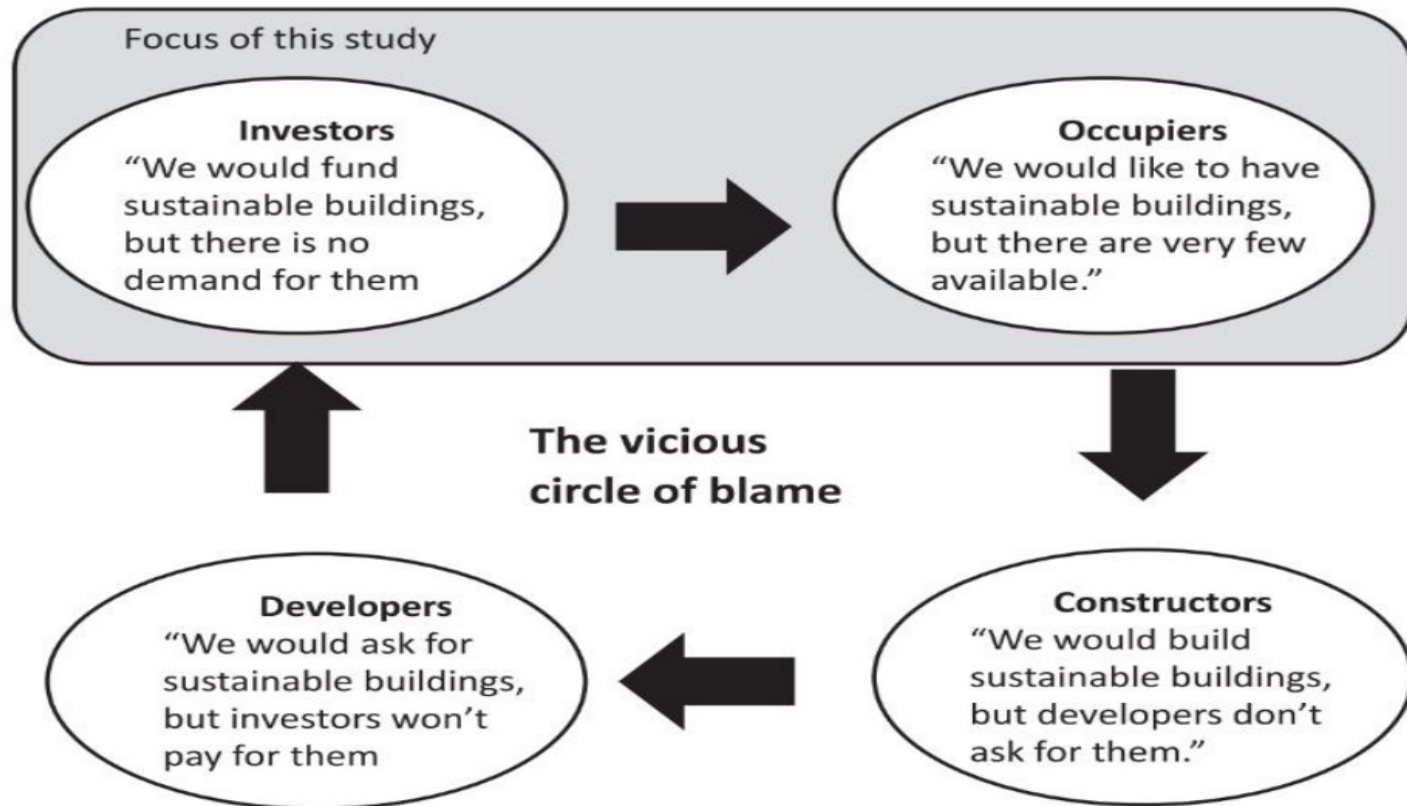 Focus of this study
Investors
“We would fund
sustainable buildings,
but there is no
demand for them
Occupiers
“We would like to have
sustainable buildings,
but there are very few
available.”
The vicious
circle of blame
Developers
“We would ask for
sustainable buildings,
but investors won’t
pay for them
Constructors
“We would build
sustainable buildings,
but developers don’t
ask for them.”